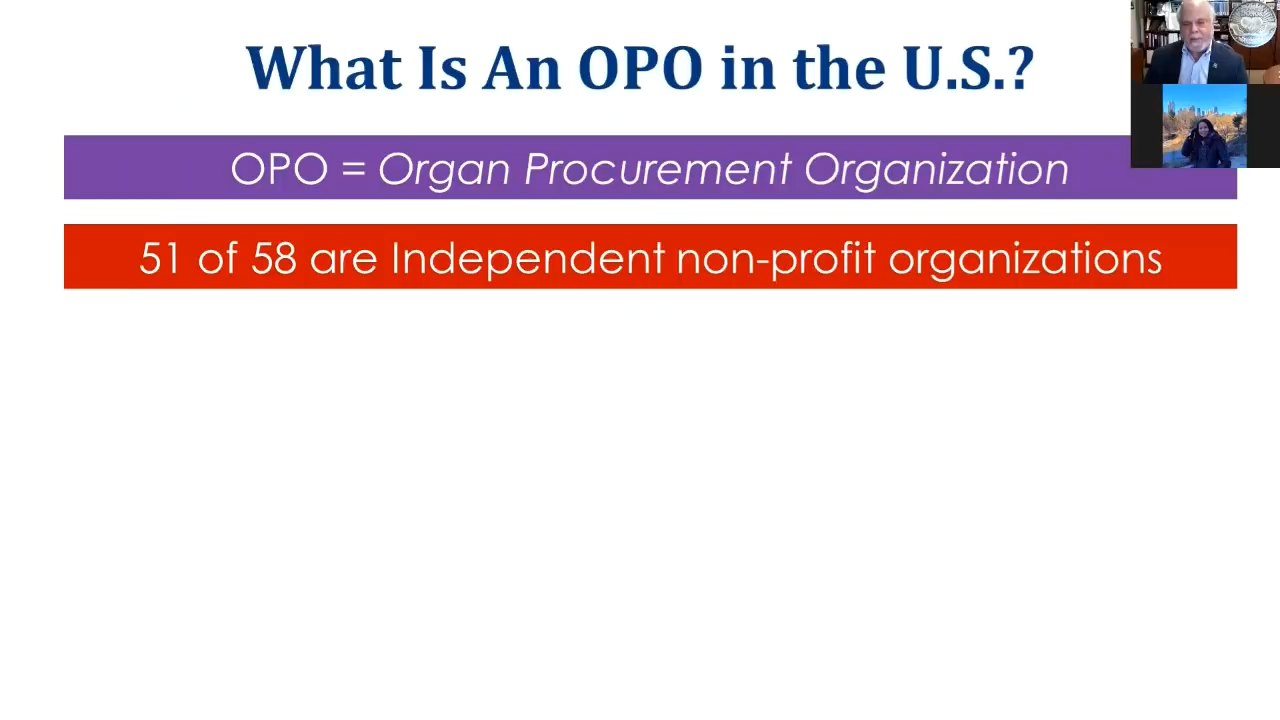 What Is An OPO in the U.S.?
OPO = Organ Procurement Organization
51 of 58 are Independent non-profit organizations